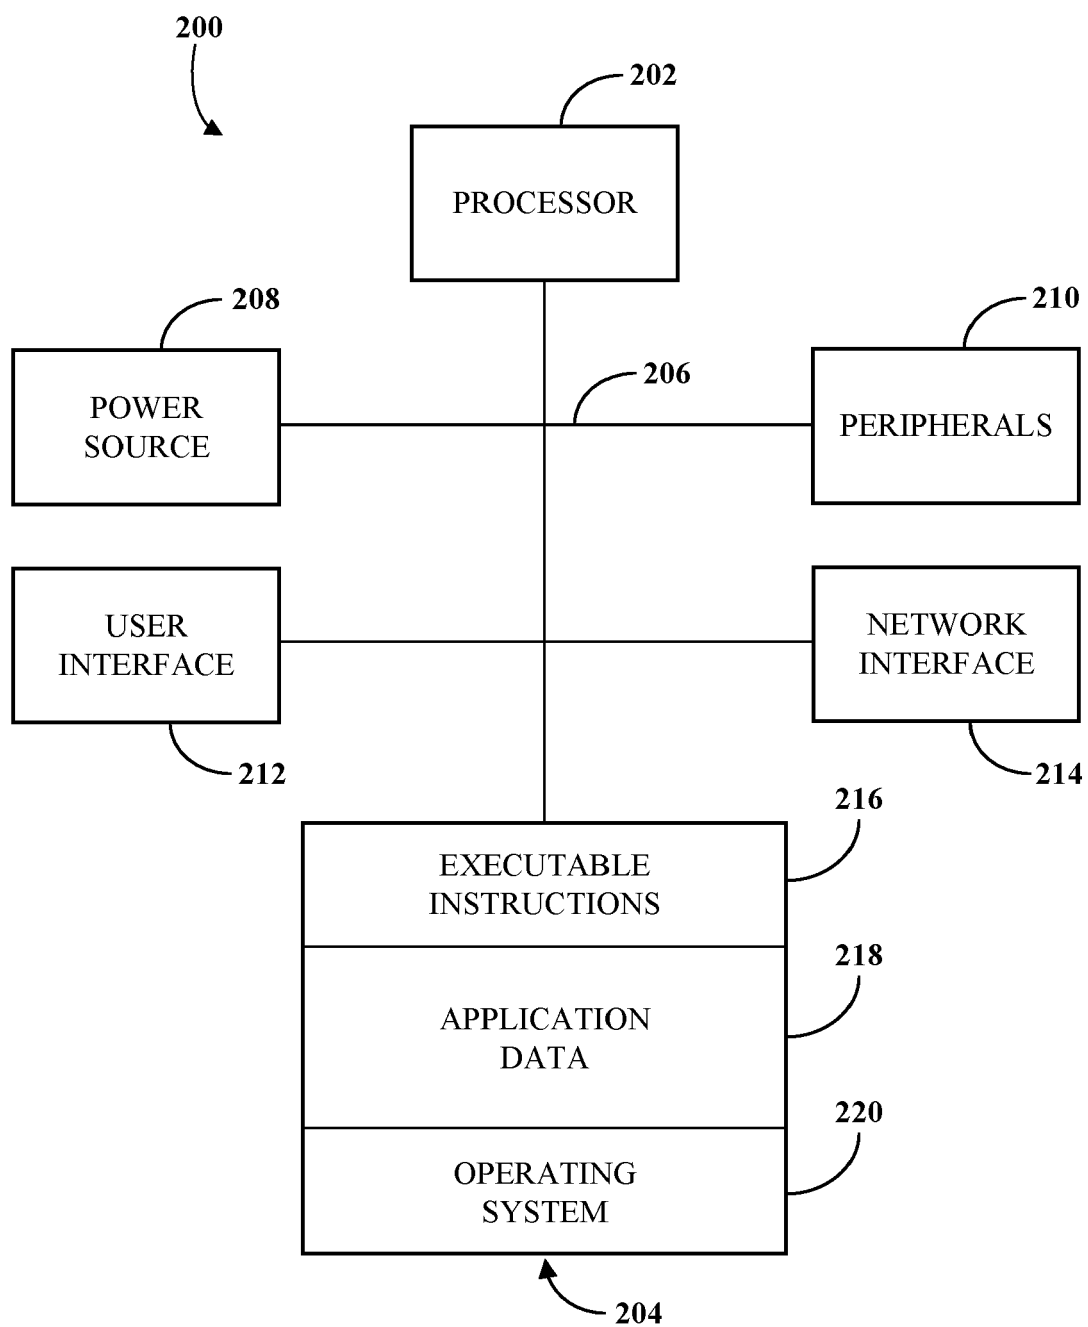 200
202
PROCESSOR
208
210
POWER
SOURCE
206
PERIPHERALS
USER
INTERFACE
NETWORK
INTERFACE
212
214
216
EXECUTABLE
INSTRUCTIONS
218
APPLICATION
DATA
220
OPERATING
SYSTEM
204